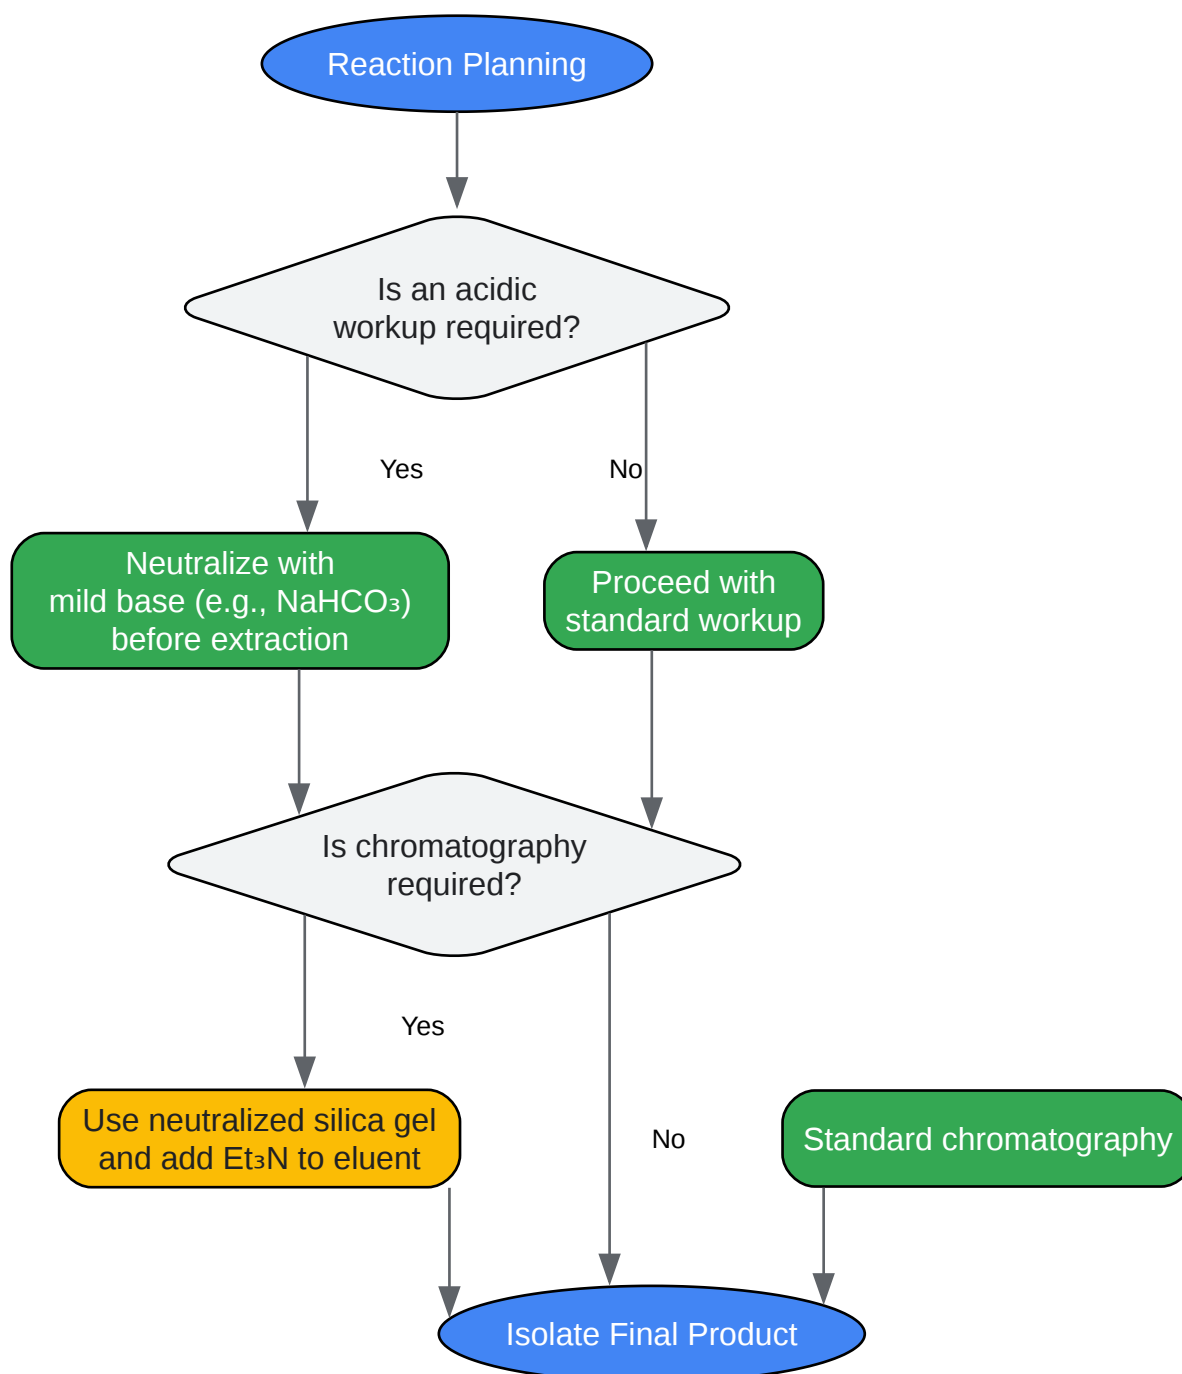 Reaction Planning
Is an acidic
workup required?
Yes
No
Neutralize with
mild base (e.g., NaHCO₃)
before extraction
Proceed with
standard workup
Is chromatography
required?
Yes
Use neutralized silica gel
and add Et₃N to eluent
No
Standard chromatography
Isolate Final Product